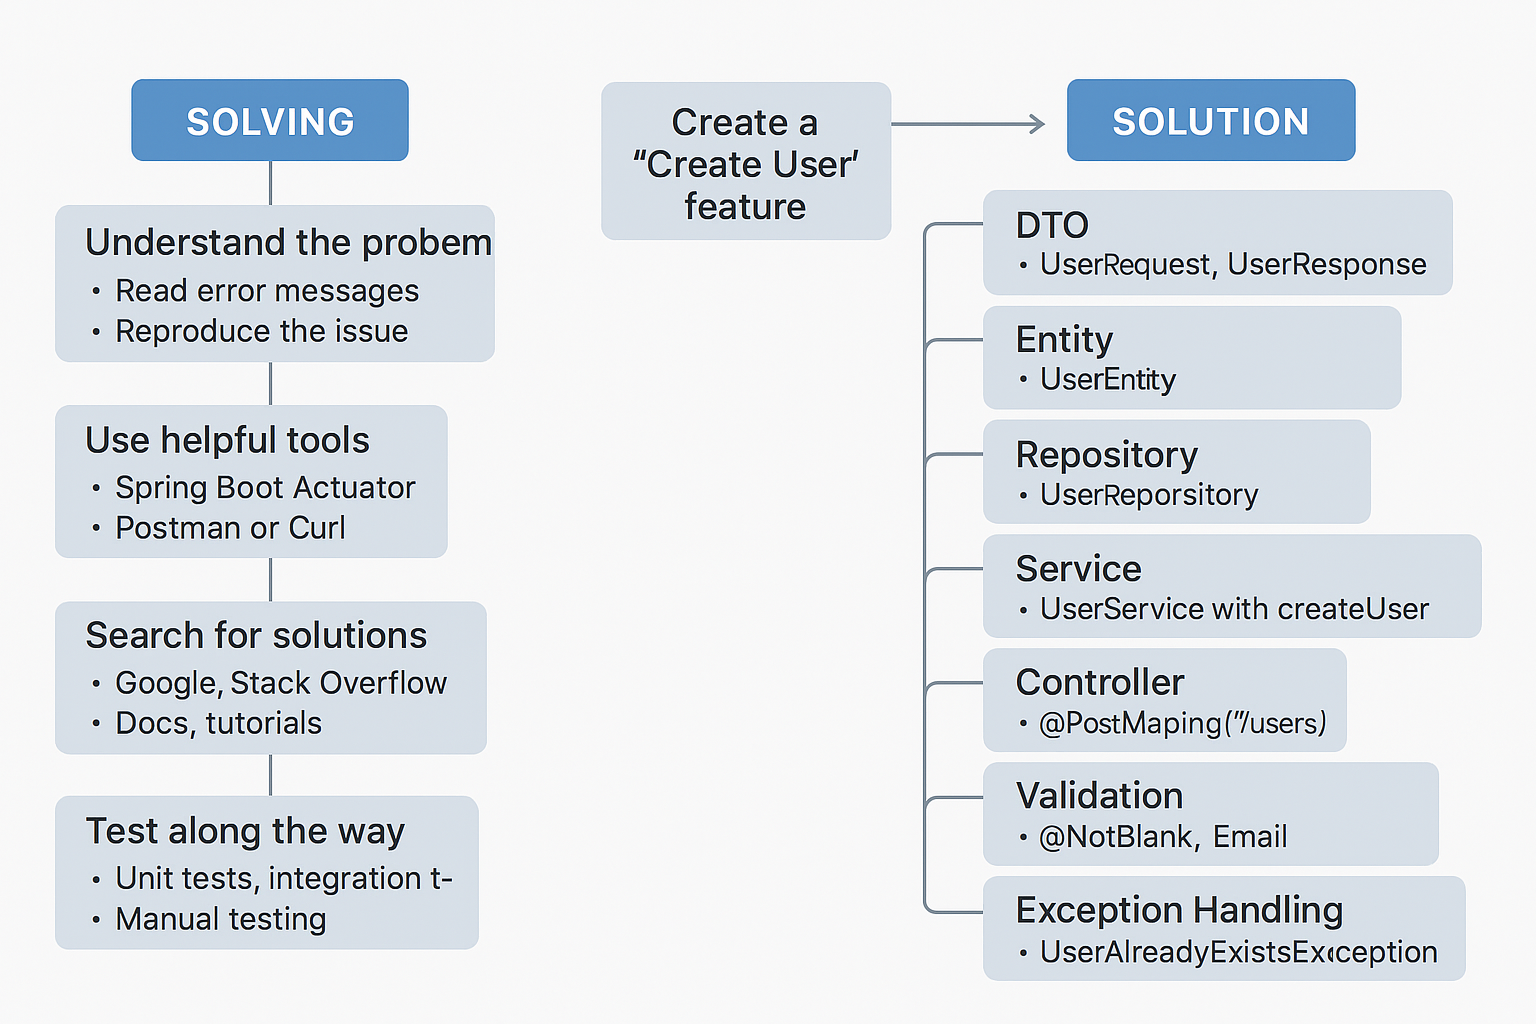 SOLVING
Understand the probem
• Read error messages
• Reproduce the issue
Use helpful tools
• Spring Boot Actuator
• Postman or Curl
Search for solutions
• Google, Stack Overflow
• Docs, tutorials
Test along the way
• Unit tests, integration t-
• Manual testing
Create a
“Create User’
feature
SOLUTION
DTO
• UserRequest, UserResponse
Entity
• UserEntity
Repository
• UserReporsitory
Service
• UserService with createUser
Controller
• @PostMaping(”/users)
Validation
• @NotBlank, Email
Exception Handling
• UserAlreadyExistsException